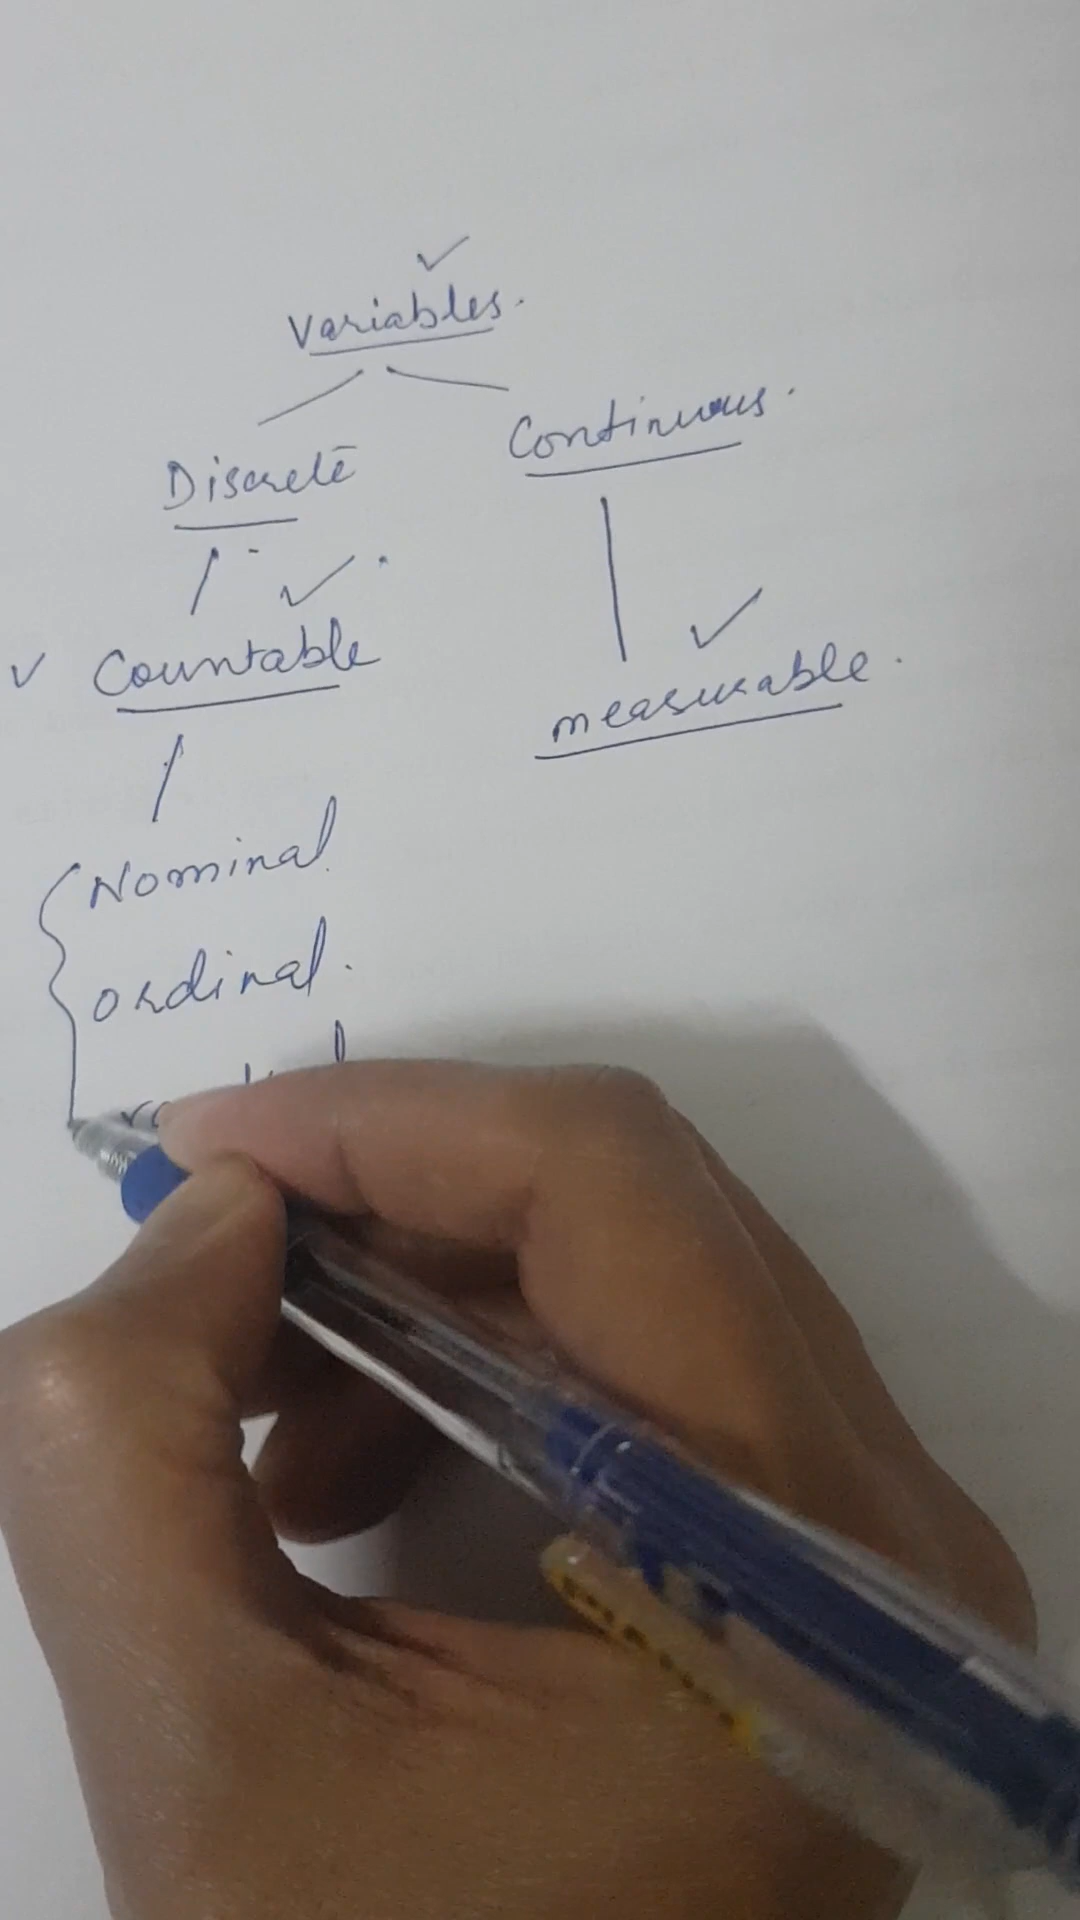 Variables.
Discrete
Continuous.
Countable
measurable.
Nominal
ordinal.